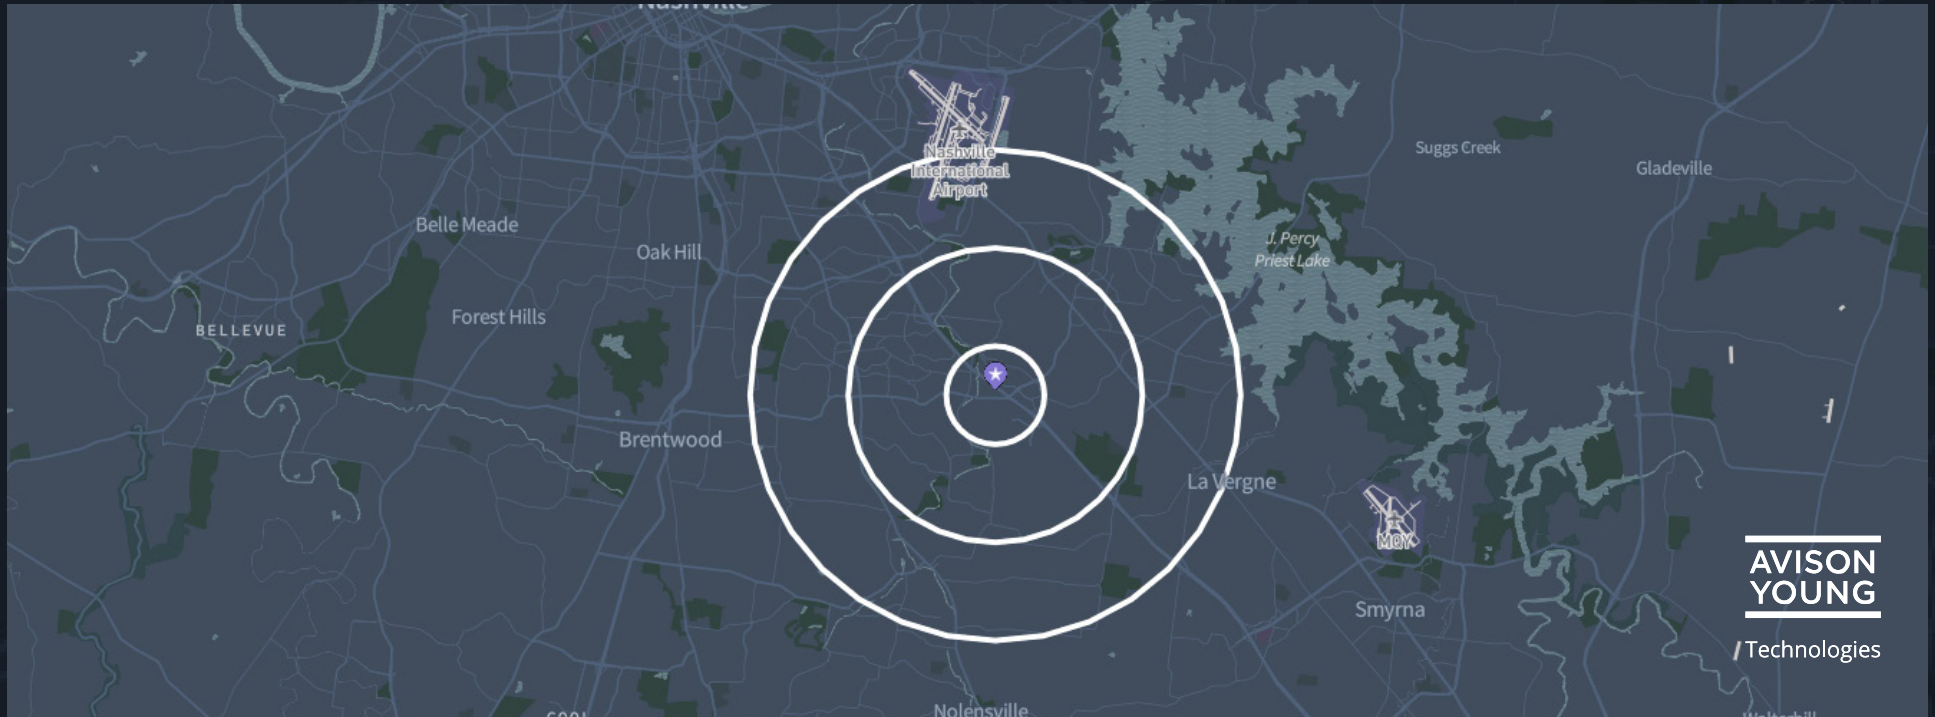 Nashville
Nashville
International
Airport
Suggs Creek
Gladeville
Belle Meade
Oak Hill
J. Percy
Priest Lake
Forest Hills
BELLEVUE
Brentwood
La Vergne
MQY
AVISON
YOUNG
Smyrna
Technologies
Nolensville